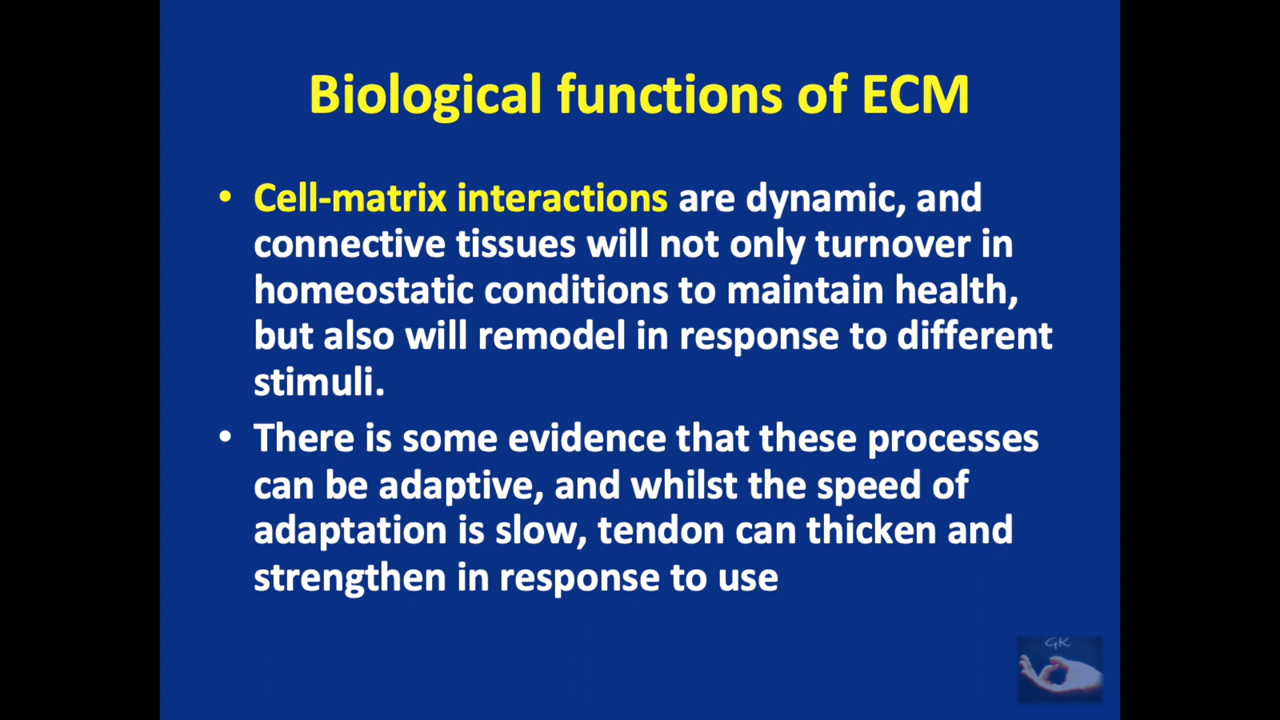 Biological functions of ECM
• Cell-matrix interactions are dynamic, and
connective tissues will not only turnover in
homeostatic conditions to maintain health,
but also will remodel in response to different
stimuli.
• There is some evidence that these processes
can be adaptive, and whilst the speed of
adaptation is slow, tendon can thicken and
strengthen in response to use
GK